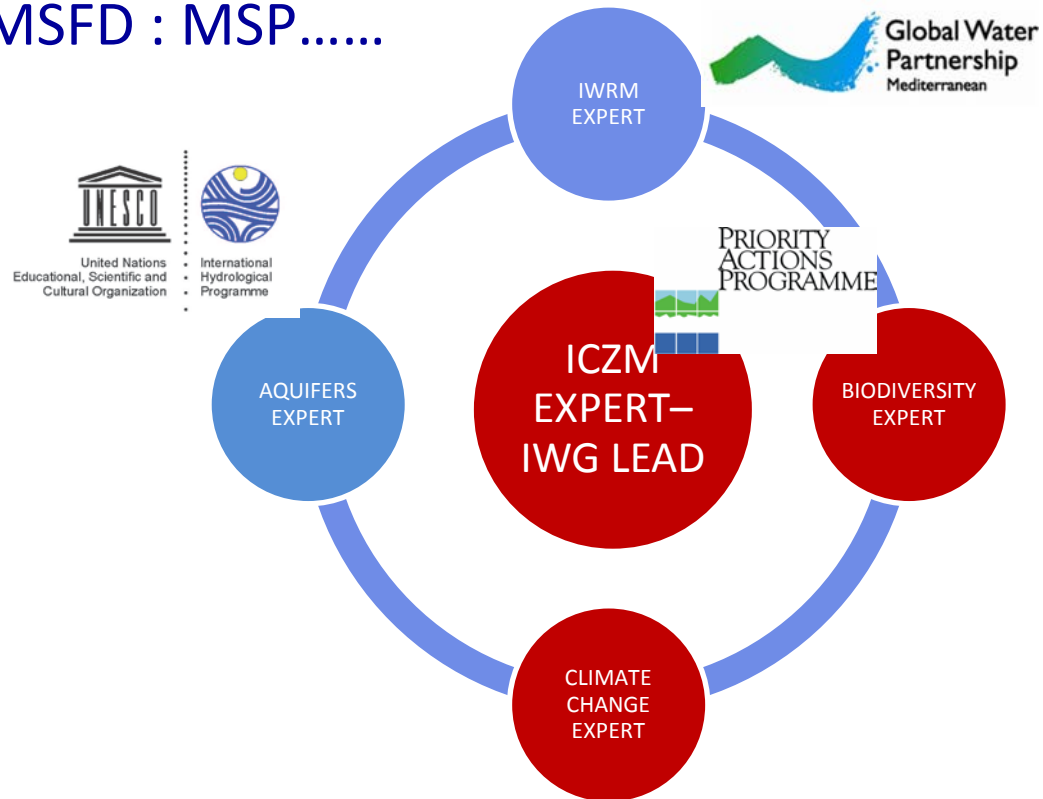 MSFD : MSP......
Global Water
Partnership
Mediterranean
IWRM
EXPERT
UNESCO
United Nations
Educational, Scientific and
Cultural Organization
International
Hydrological
Programme
PRIORITY
ACTIONS
PROGRAMME
ICZM
EXPERT–
IWG LEAD
AQUIFERS
EXPERT
BIODIVERSITY
EXPERT
CLIMATE
CHANGE
EXPERT